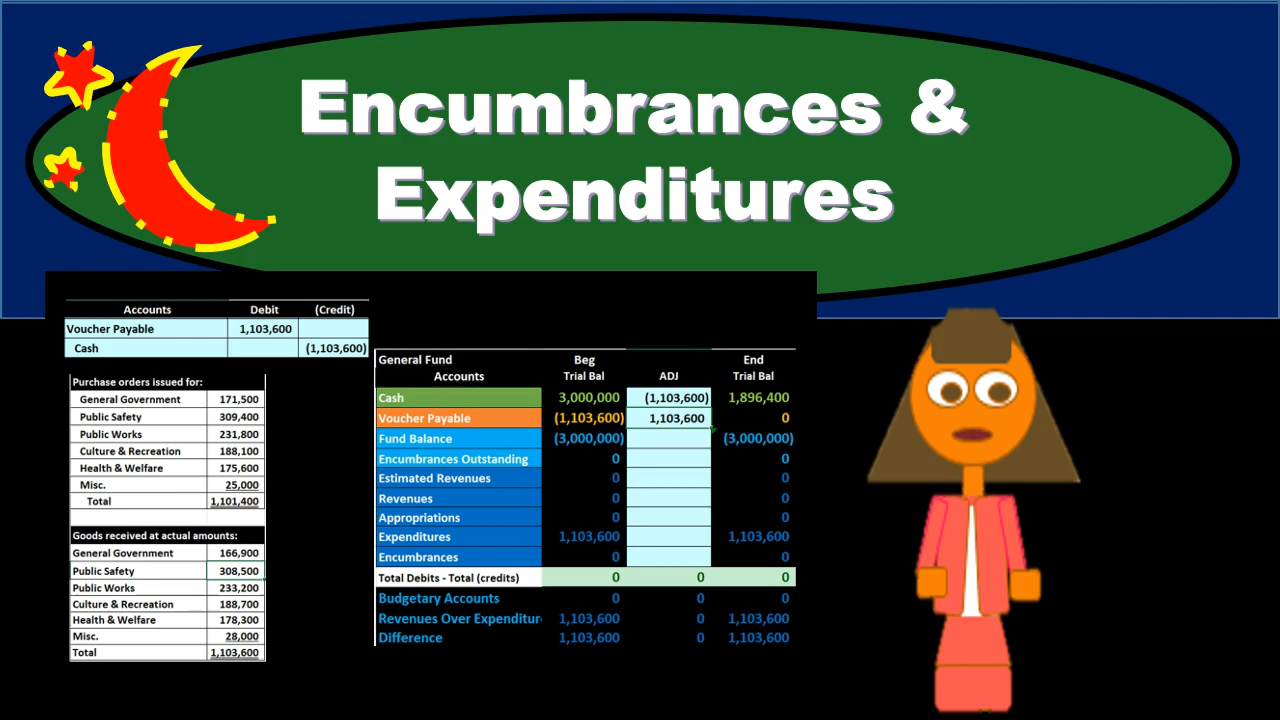 Encumbrances &
Expenditures
Accounts Debit (Credit)
Voucher Payable 1,103,600
Cash (1,103,600)
Purchase orders issued for:
General Government 171,500
Public Safety 309,400
Public Works 231,800
Culture & Recreation 188,100
Health & Welfare 175,600
Misc. 25,000
Total 1,101,400
Goods received at actual amounts:
General Government 166,900
Public Safety 308,500
Public Works 233,200
Culture & Recreation 188,700
Health & Welfare 178,300
Misc. 28,000
Total 1,103,600
General Fund Beg End
Accounts Trial Bal ADJ Trial Bal
Cash 3,000,000 (1,103,600) 1,896,400
Voucher Payable (1,103,600) 1,103,600 0
Fund Balance (3,000,000) (3,000,000)
Encumbrances Outstanding 0 0
Estimated Revenues 0 0
Revenues 0 0
Appropriations 0 0
Expenditures 1,103,600 1,103,600
Encumbrances 0 0
Total Debits - Total (credits) 0 0 0
Budgetary Accounts 0 0 0
Revenues Over Expenditur 1,103,600 0 1,103,600
Difference 1,103,600 0 1,103,600